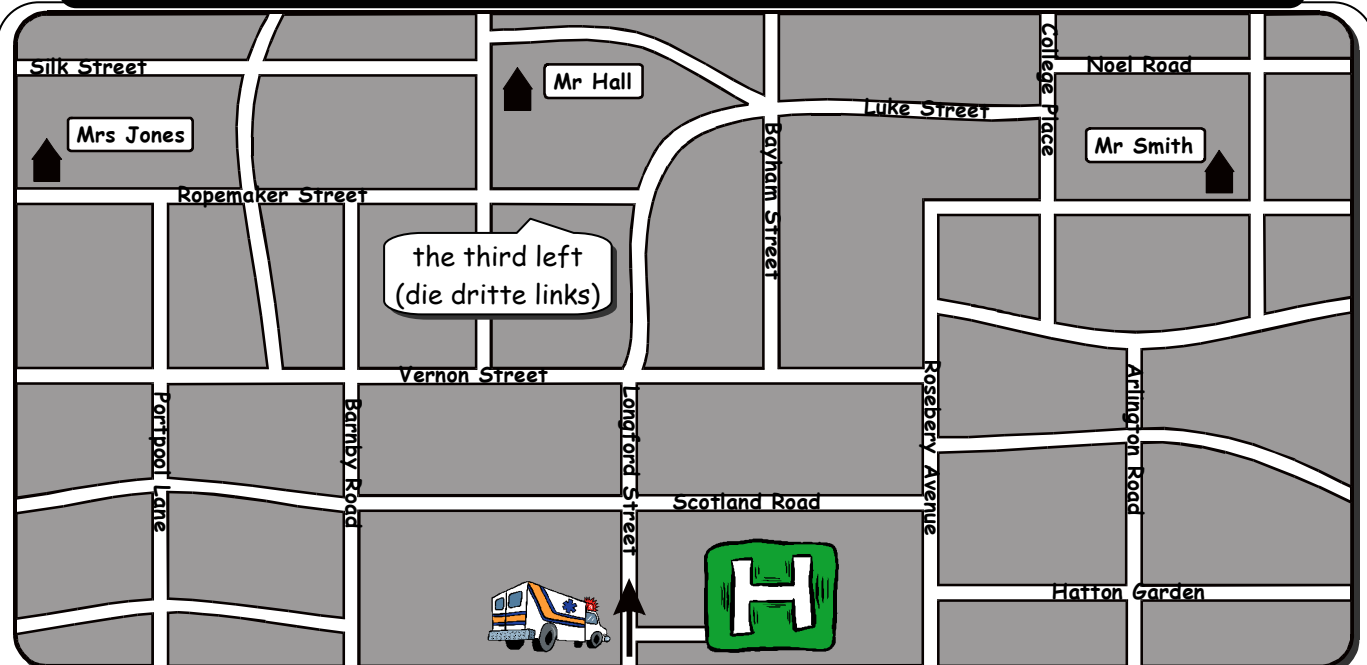 Silk Street
Mr Hall
Mrs Jones
College Place
Noel Road
Luke Street
Mr Smith
Bayham Street
Ropemaker Street
the third left
(die dritte links)
Vernon Street
Portpool Lane
Barnby Road
Longford Street
Rosebery Avenue
Arlington Road
Scotland Road
Hatton Garden
H